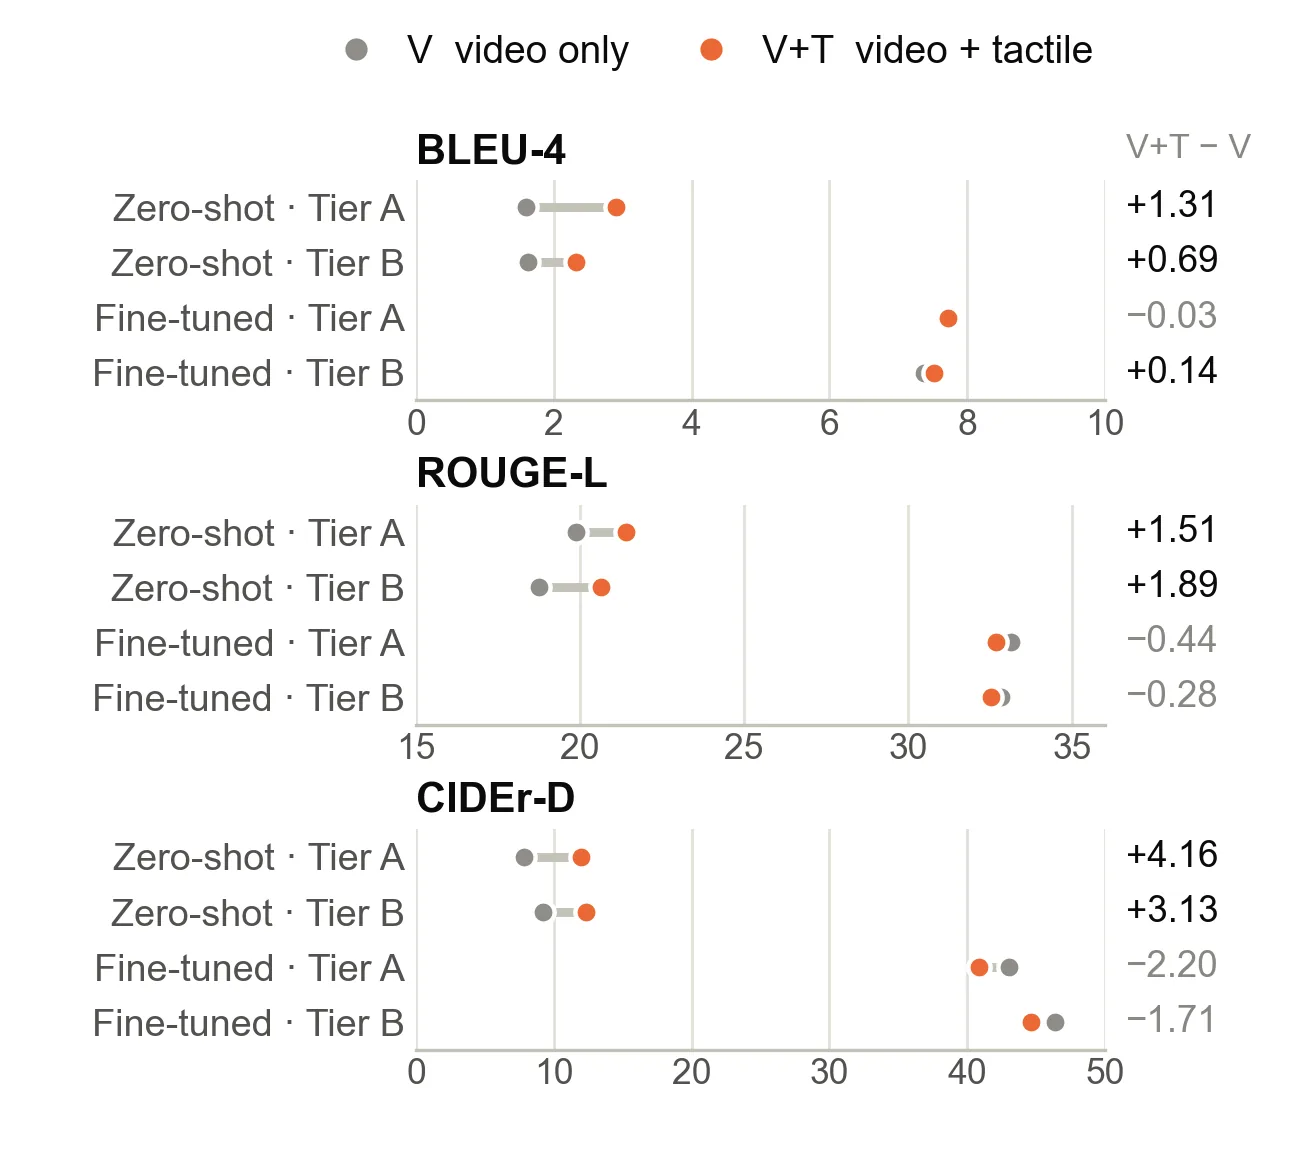 V video only V+T video + tactile
BLEU-4 V+T − V
Zero-shot · Tier A +1.31
Zero-shot · Tier B +0.69
Fine-tuned · Tier A −0.03
Fine-tuned · Tier B +0.14
0 2 4 6 8 10
ROUGE-L
Zero-shot · Tier A +1.51
Zero-shot · Tier B +1.89
Fine-tuned · Tier A −0.44
Fine-tuned · Tier B −0.28
15 20 25 30 35
CIDEr-D
Zero-shot · Tier A +4.16
Zero-shot · Tier B +3.13
Fine-tuned · Tier A −2.20
Fine-tuned · Tier B −1.71
0 10 20 30 40 50